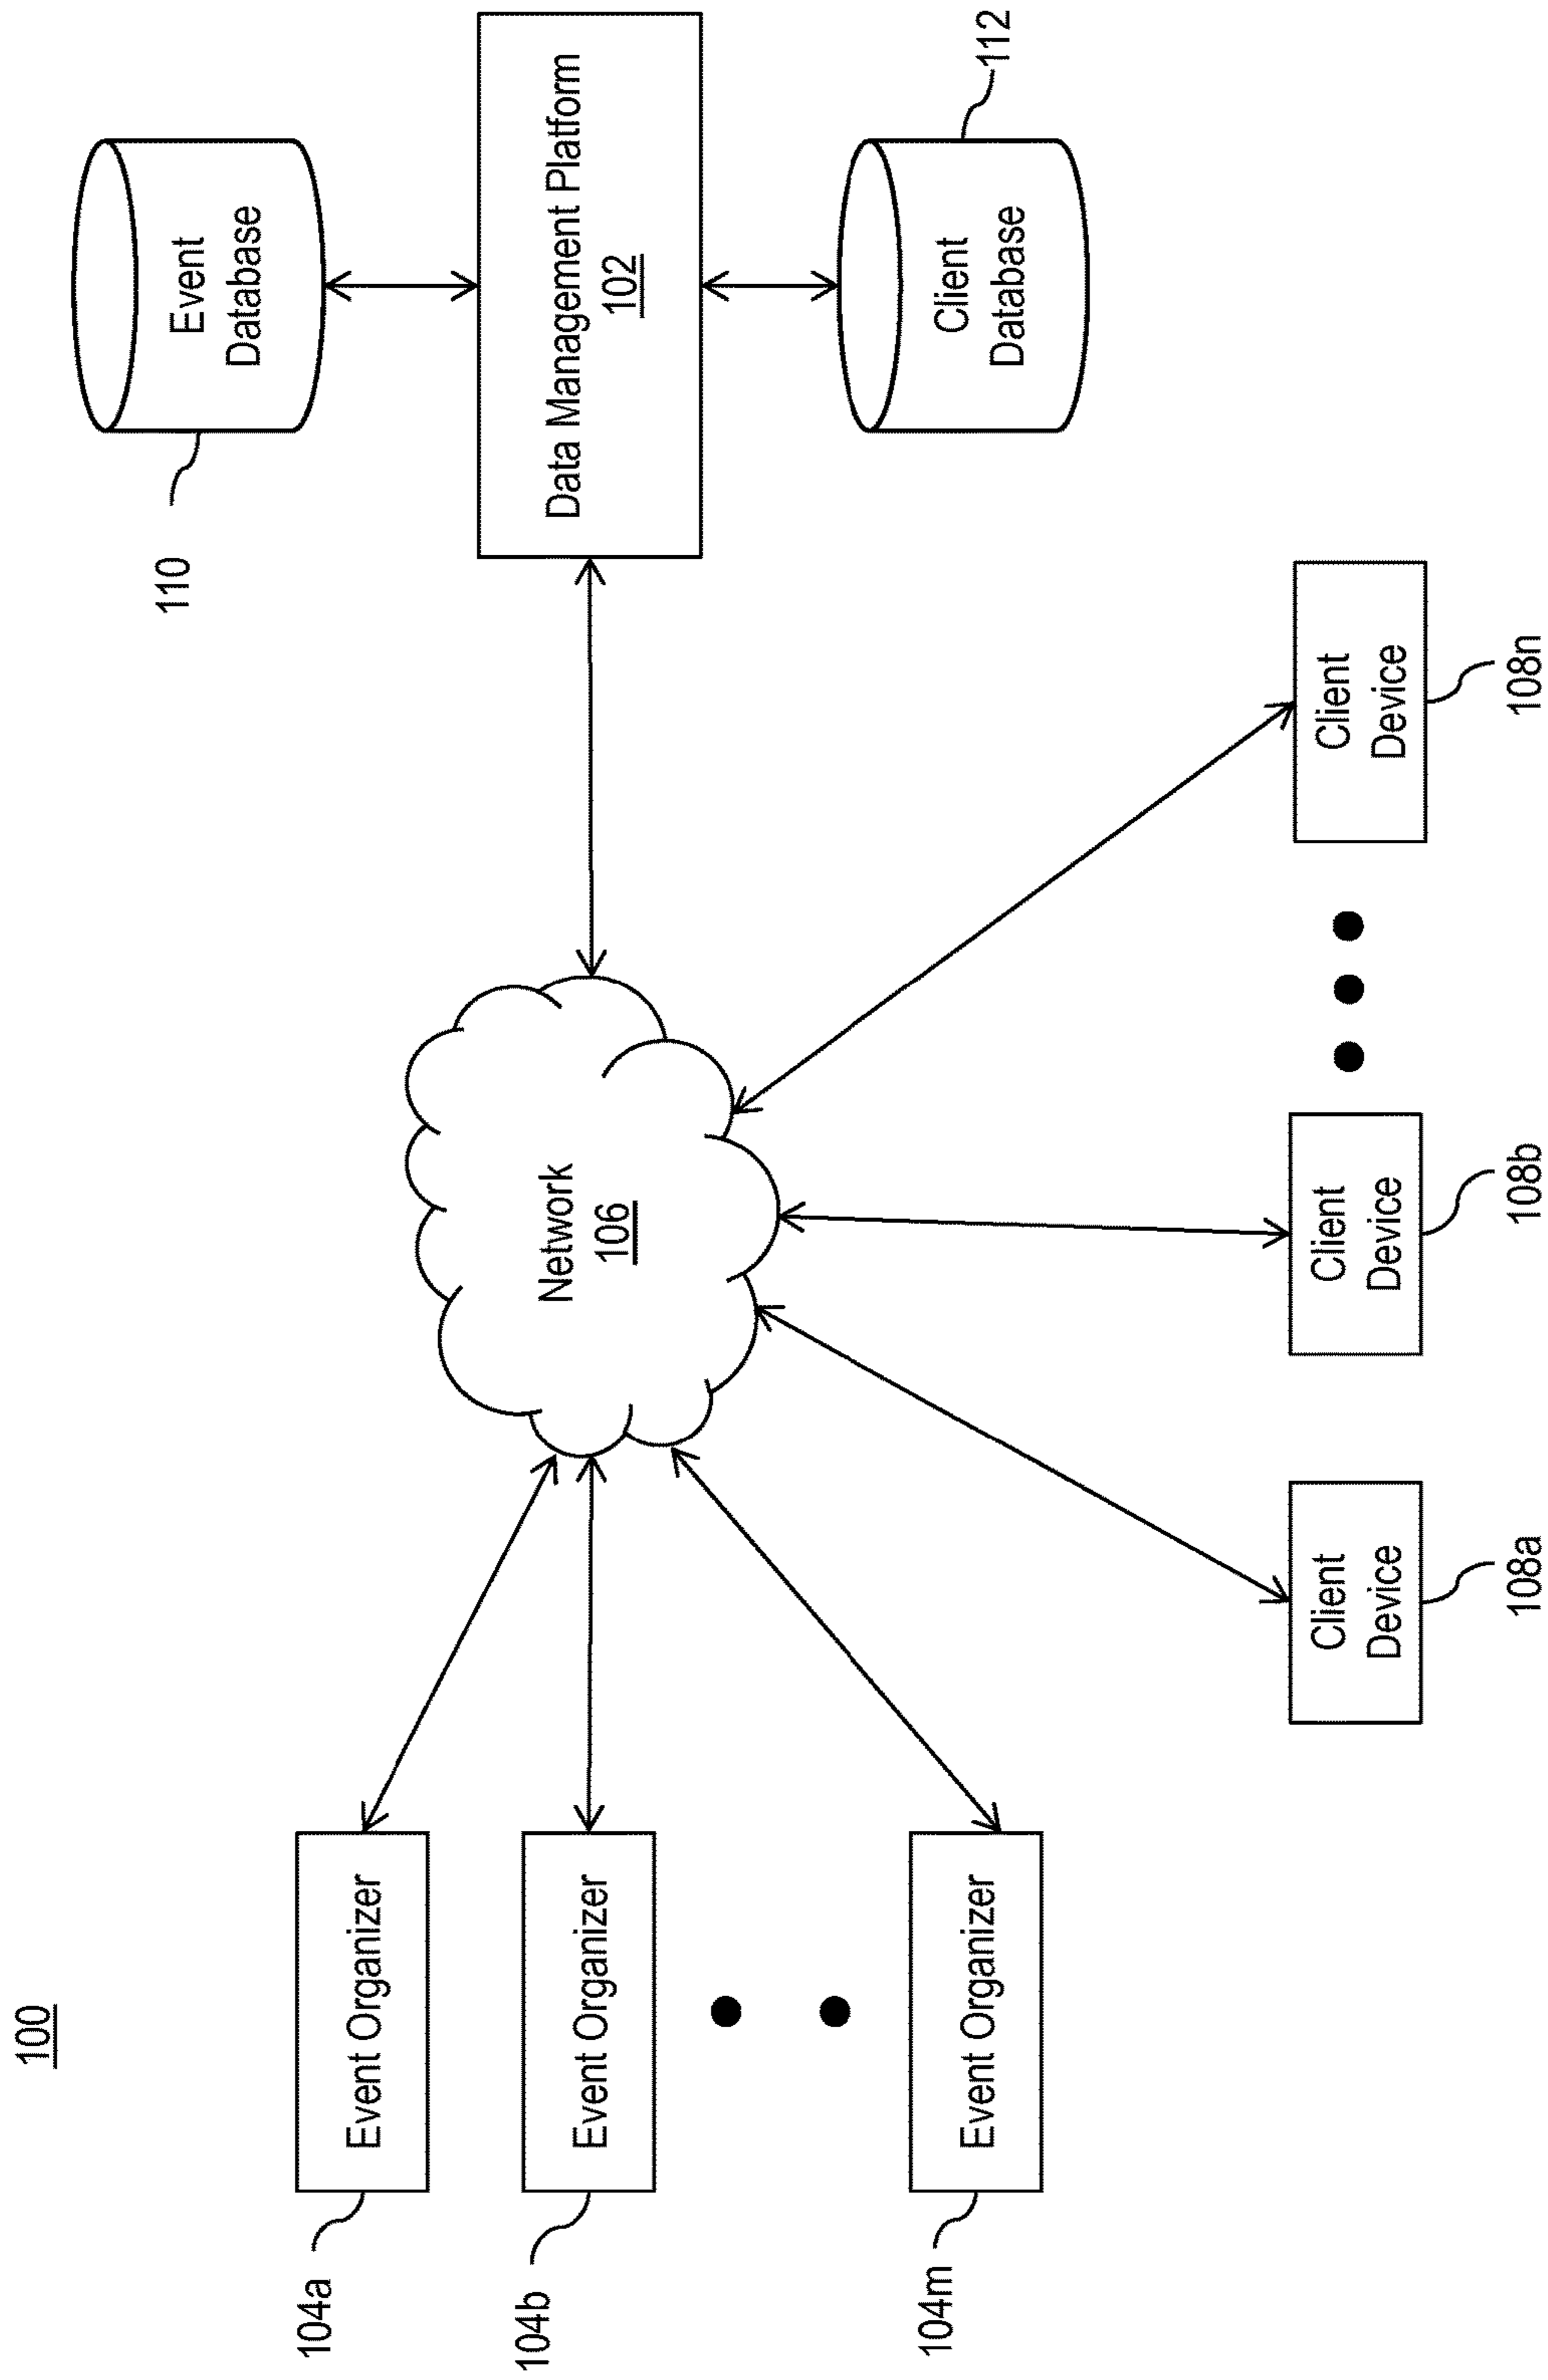 100
104a
Event Organizer
104b
Event Organizer
104m
Event Organizer
Network
106
Client
Device
108a
Client
Device
108b
Client
Device
108n
110
Event
Database
Data Management Platform
102
Client
Database
112